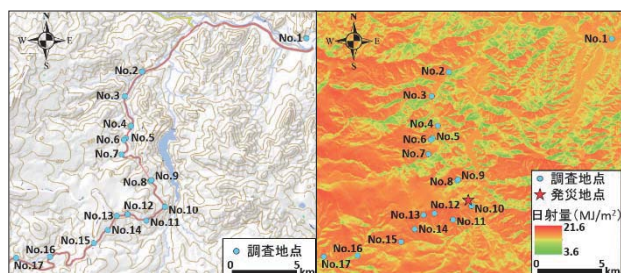 N
W E
S
No.1
No.2
No.3
No.4
No.6 No.5
No.7
No.8 No.9
No.10
No.13 No.12
No.11
No.14
No.15
No.16
No.17
調査地点
0 5
km
N
W E
S
No.1
No.2
No.3
No.4
No.6 No.5
No.7
No.9
No.8
No.12 No.10
No.13
No.11
No.14
No.15
No.16
No.17
調査地点
発災地点
日射量(MJ/m²)
21.6
3.6
0 5
km